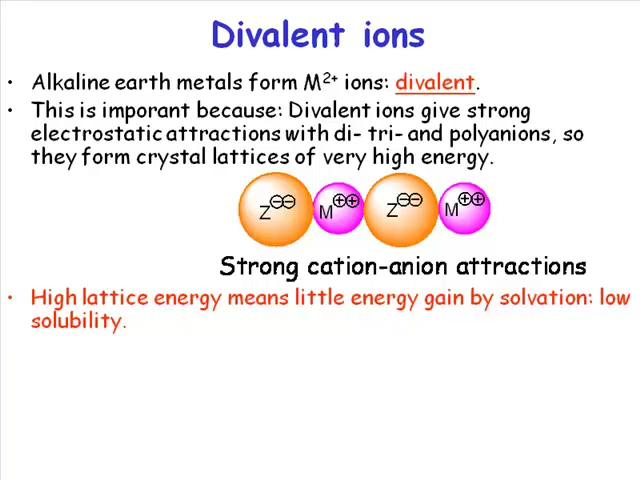 Divalent ions
• Alkaline earth metals form M²⁺ ions: divalent.
• This is imporant because: Divalent ions give strong
electrostatic attractions with di- tri- and polyanions, so
they form crystal lattices of very high energy.
Z⊖⊖ M⊕⊕ Z⊖⊖ M⊕⊕
Strong cation-anion attractions
• High lattice energy means little energy gain by solvation: low
solubility.